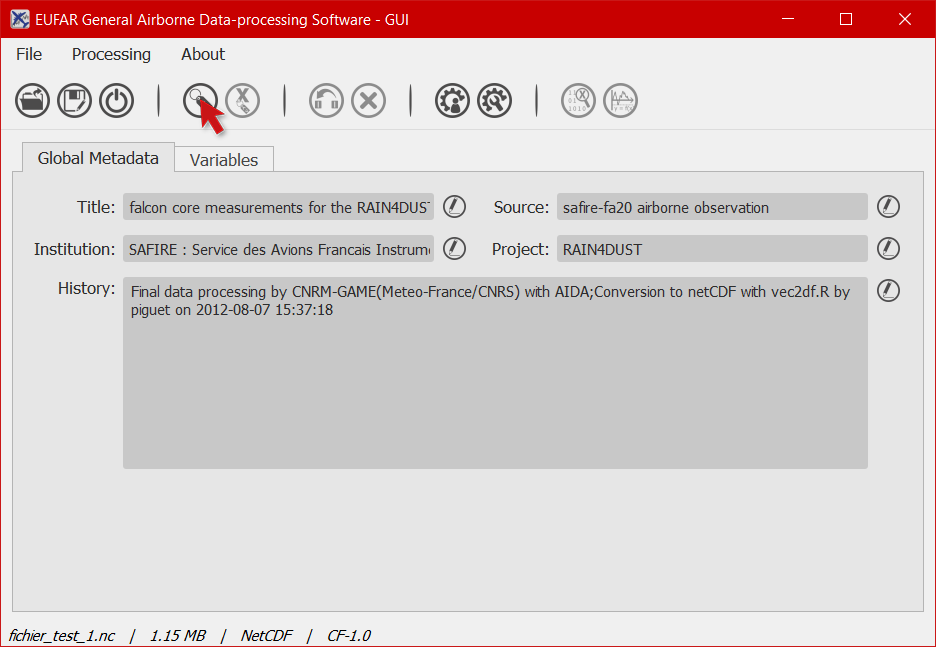 EUFAR General Airborne Data-processing Software - GUI
File Processing About
Global Metadata Variables
Title: falcon core measurements for the RAIN4DUST Source: safire-fa20 airborne observation
Institution: SAFIRE : Service des Avions Francais Instrum Project: RAIN4DUST
History: Final data processing by CNRM-GAME(Meteo-France/CNRS) with AIDA;Conversion to netCDF with vec2df.R by
piguet on 2012-08-07 15:37:18
fichier_test_1.nc | 1.15 MB | NetCDF | CF-1.0